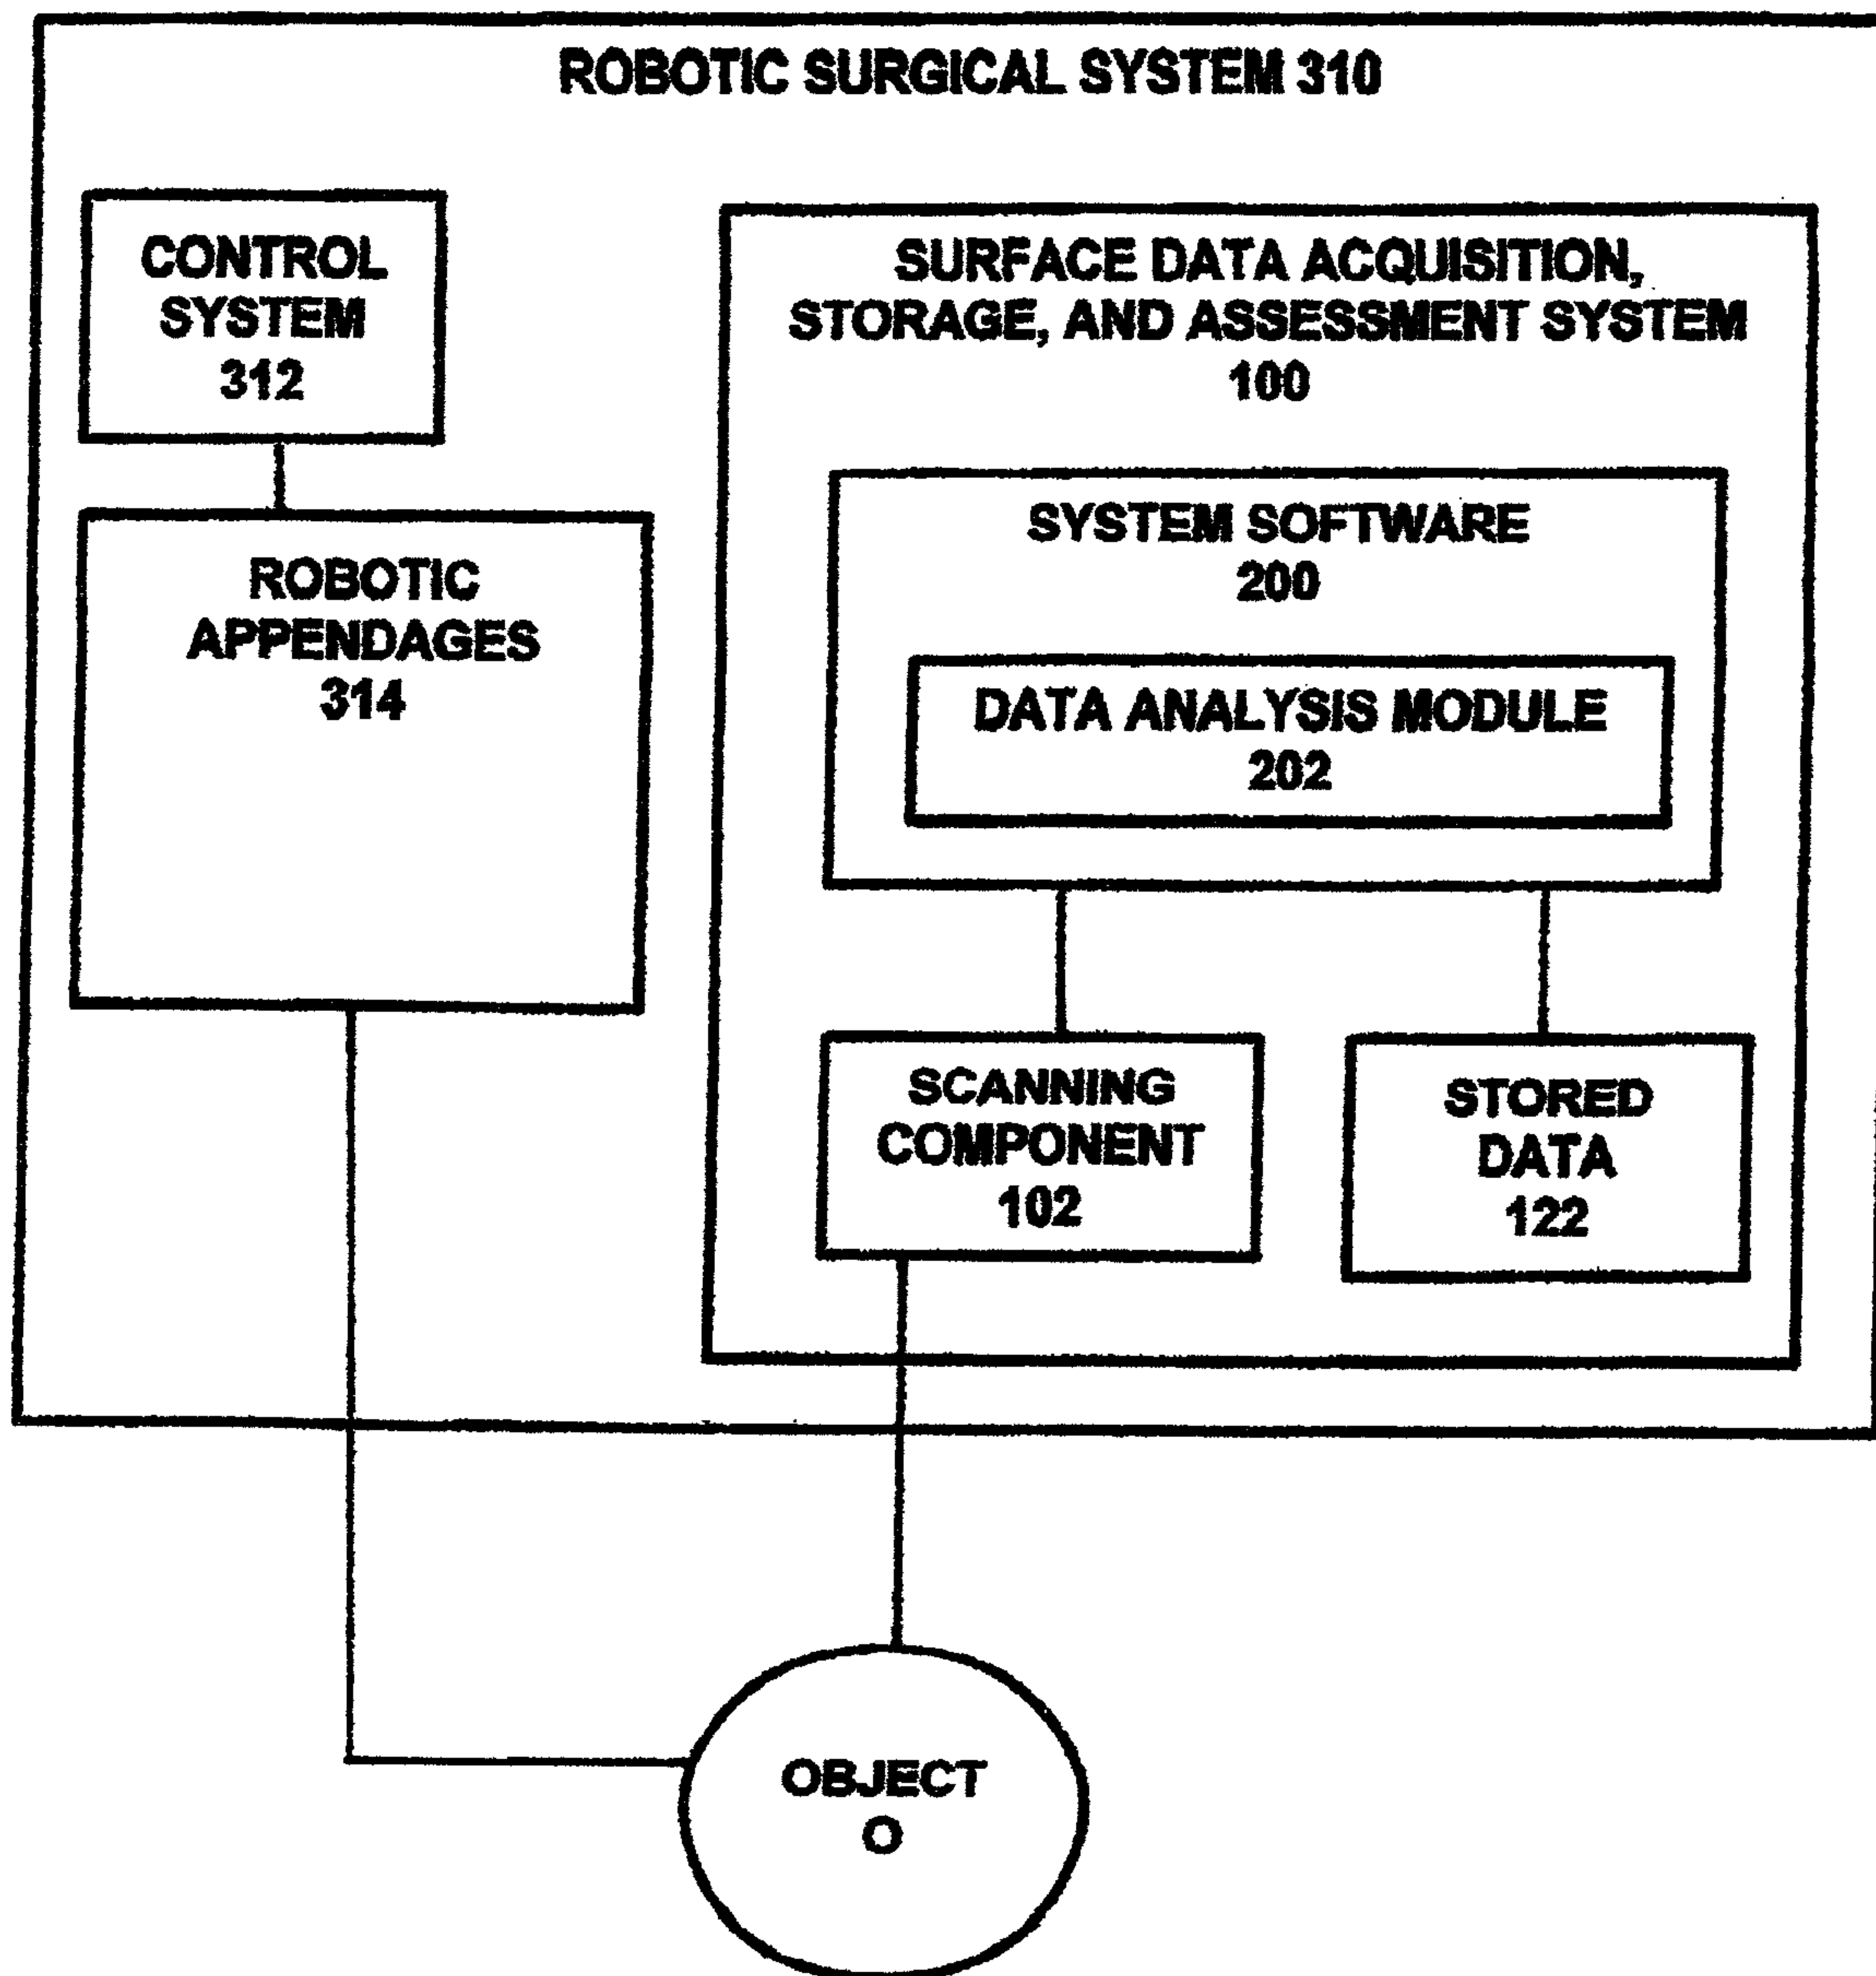 ROBOTIC SURGICAL SYSTEM 310
CONTROL
SYSTEM
312
ROBOTIC
APPENDAGES
314
SURFACE DATA ACQUISITION,
STORAGE, AND ASSESSMENT SYSTEM
100
SYSTEM SOFTWARE
200
DATA ANALYSIS MODULE
202
SCANNING
COMPONENT
102
STORED
DATA
122
OBJECT
O